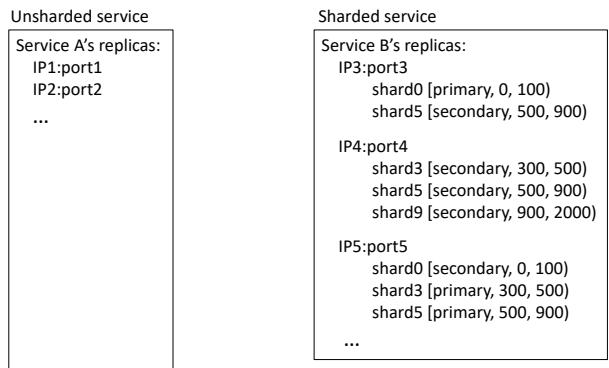 Unsharded service
Service A’s replicas:
IP1:port1
IP2:port2
...
Sharded service
Service B’s replicas:
IP3:port3
shard0 [primary, 0, 100)
shard5 [secondary, 500, 900)
IP4:port4
shard3 [secondary, 300, 500)
shard5 [secondary, 500, 900)
shard9 [secondary, 900, 2000)
IP5:port5
shard0 [secondary, 0, 100)
shard3 [primary, 300, 500)
shard5 [primary, 500, 900)
...